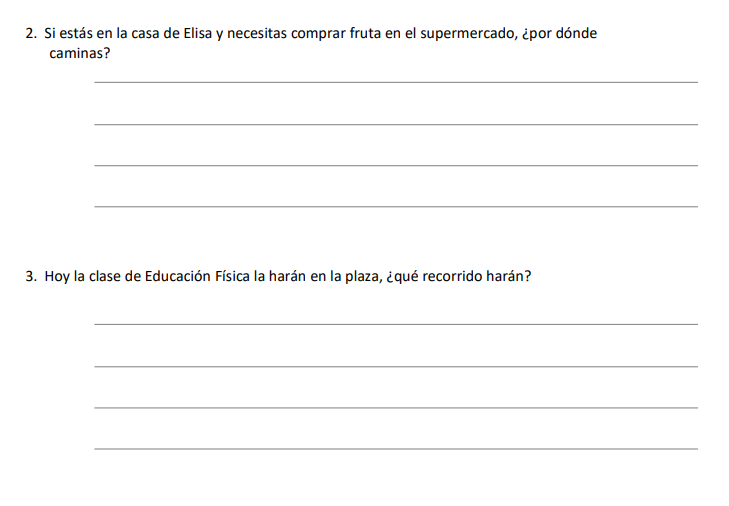 2. Si estás en la casa de Elisa y necesitas comprar fruta en el supermercado, ¿por dónde
caminas?
3. Hoy la clase de Educación Física la harán en la plaza, ¿qué recorrido harán?